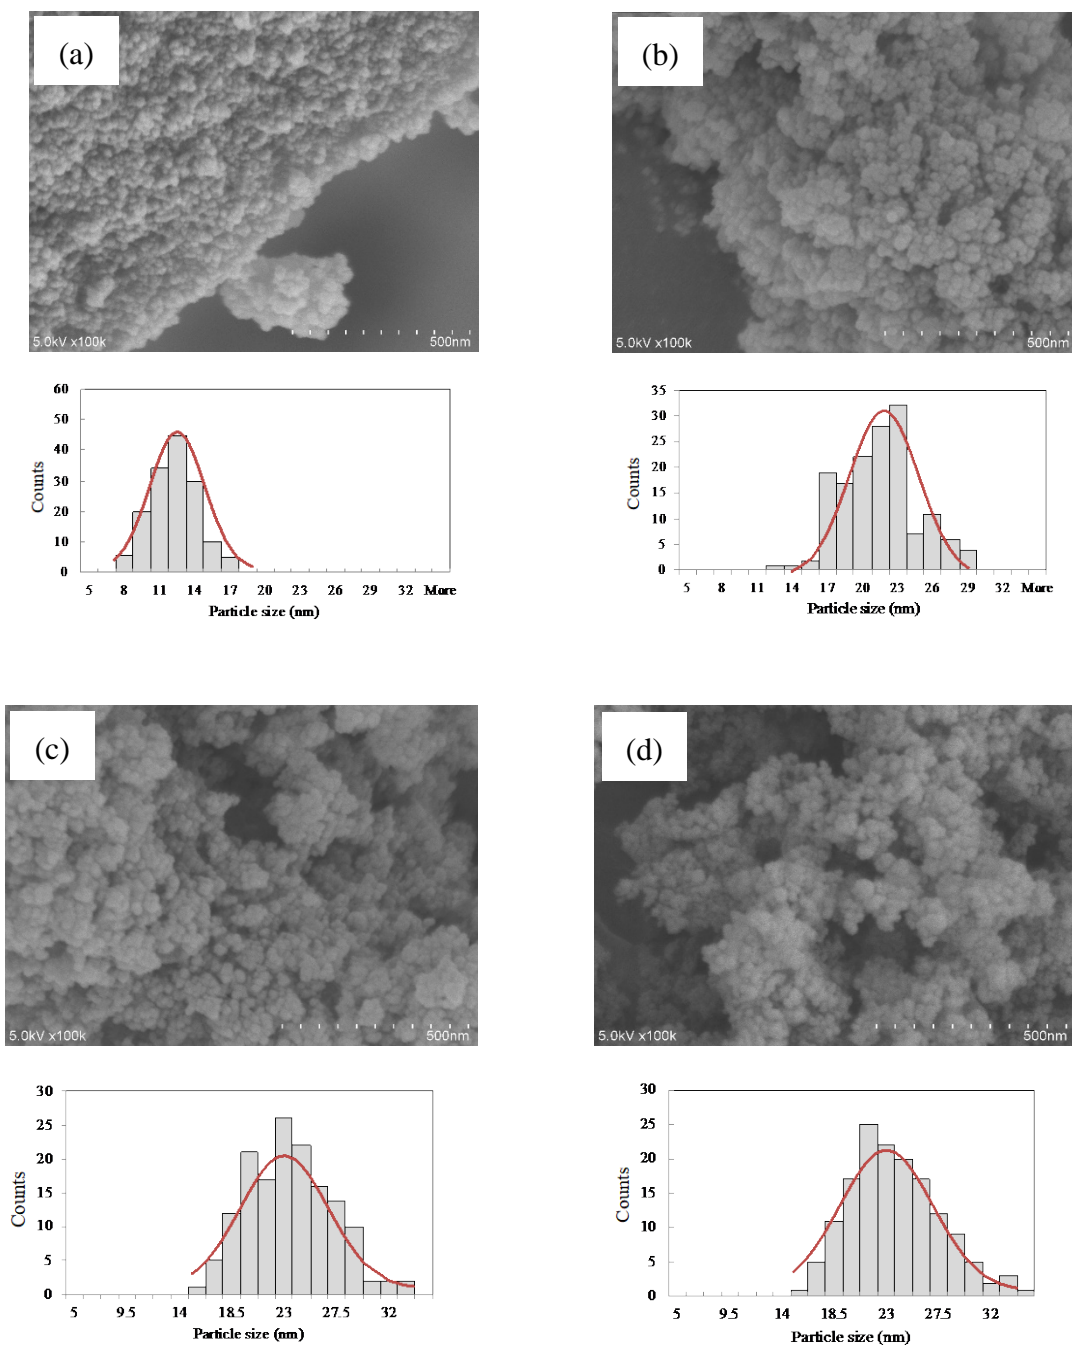 (a)
5.0kV x100k 500nm
(b)
5.0kV x100k 500nm
60
50
40
30
20
10
0
Counts
5 8 11 14 17 20 23 26 29 32 More
Particle size (nm)
35
30
25
20
15
10
5
0
Counts
5 8 11 14 17 20 23 26 29 32 More
Particle size (nm)
(c)
5.0kV x100k 500nm
(d)
5.0kV x100k 500nm
30
25
20
15
10
5
0
Counts
5 9.5 14 18.5 23 27.5 32
Particle size (nm)
30
25
20
15
10
5
0
Counts
5 9.5 14 18.5 23 27.5 32
Particle size (nm)